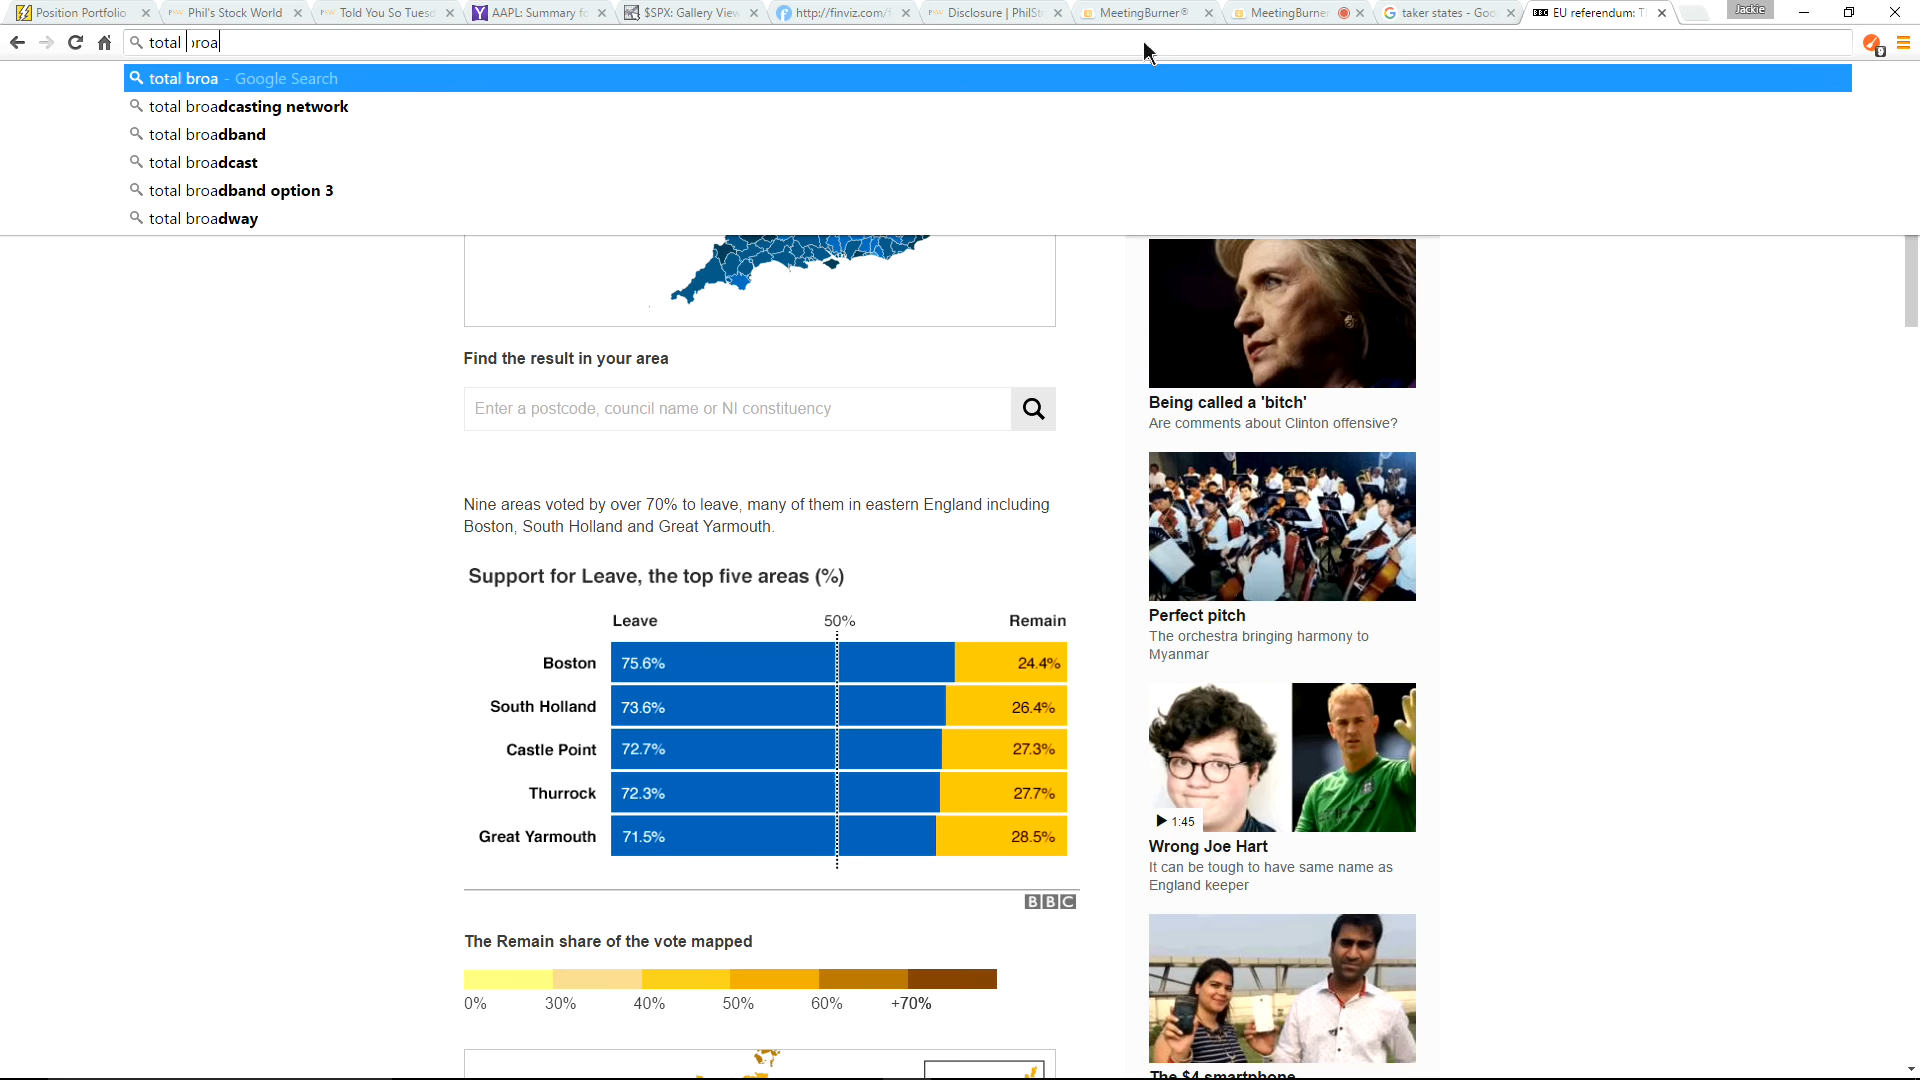 Position Portfolio
Phil's Stock World
Told You So Tuesd
AAPL: Summary fo
$SPX: Gallery View
http://finviz.com/
Disclosure | PhilSt
MeetingBurner®
MeetingBurner
taker states - Goo
BBC EU referendum: T
Jackie
total broa
total broa - Google Search
total broadcasting network
total broadband
total broadcast
total broadband option 3
total broadway
Find the result in your area
Enter a postcode, council name or NI constituency
Nine areas voted by over 70% to leave, many of them in eastern England including
Boston, South Holland and Great Yarmouth.
Support for Leave, the top five areas (%)
Leave 50% Remain
Boston 75.6% 24.4%
South Holland 73.6% 26.4%
Castle Point 72.7% 27.3%
Thurrock 72.3% 27.7%
Great Yarmouth 71.5% 28.5%
BBC
The Remain share of the vote mapped
0% 30% 40% 50% 60% +70%
Being called a 'bitch'
Are comments about Clinton offensive?
Perfect pitch
The orchestra bringing harmony to
Myanmar
1:45
Wrong Joe Hart
It can be tough to have same name as
England keeper
The $4 smartphone